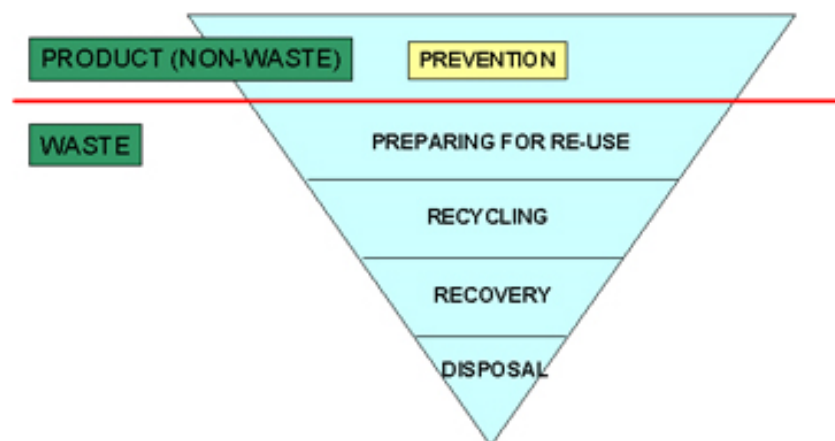 PRODUCT (NON-WASTE)
PREVENTION
WASTE
PREPARING FOR RE-USE
RECYCLING
RECOVERY
DISPOSAL